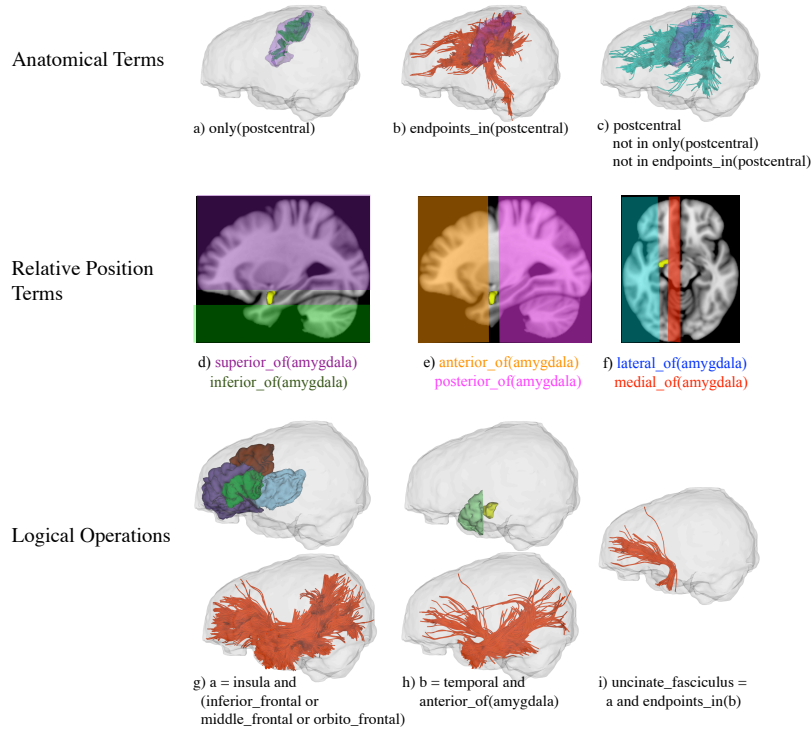 Anatomical Terms
a) only(postcentral)
b) endpoints_in(postcentral)
c) postcentral
not in only(postcentral)
not in endpoints_in(postcentral)
Relative Position
Terms
d) superior_of(amygdala)
inferior_of(amygdala)
e) anterior_of(amygdala)
posterior_of(amygdala)
f) lateral_of(amygdala)
medial_of(amygdala)
Logical Operations
g) a = insula and
(inferior_frontal or
middle_frontal or orbito_frontal)
h) b = temporal and
anterior_of(amygdala)
i) uncinate_fasciculus =
a and endpoints_in(b)